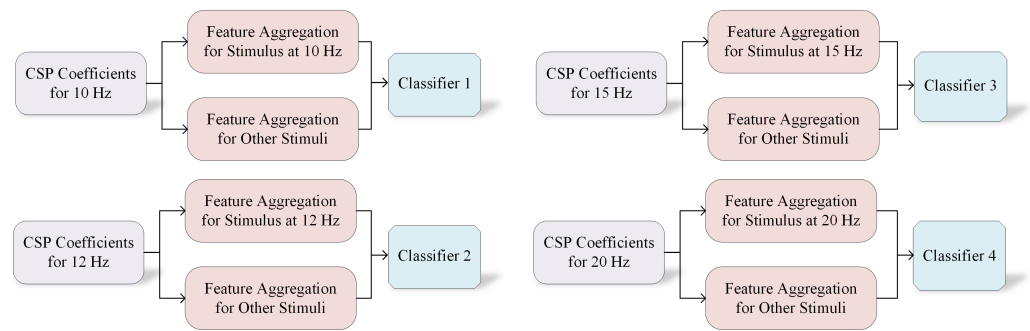 CSP Coefficients
for 10 Hz
Feature Aggregation
for Stimulus at 10 Hz
Feature Aggregation
for Other Stimuli
Classifier 1
CSP Coefficients
for 15 Hz
Feature Aggregation
for Stimulus at 15 Hz
Feature Aggregation
for Other Stimuli
Classifier 3
CSP Coefficients
for 12 Hz
Feature Aggregation
for Stimulus at 12 Hz
Feature Aggregation
for Other Stimuli
Classifier 2
CSP Coefficients
for 20 Hz
Feature Aggregation
for Stimulus at 20 Hz
Feature Aggregation
for Other Stimuli
Classifier 4